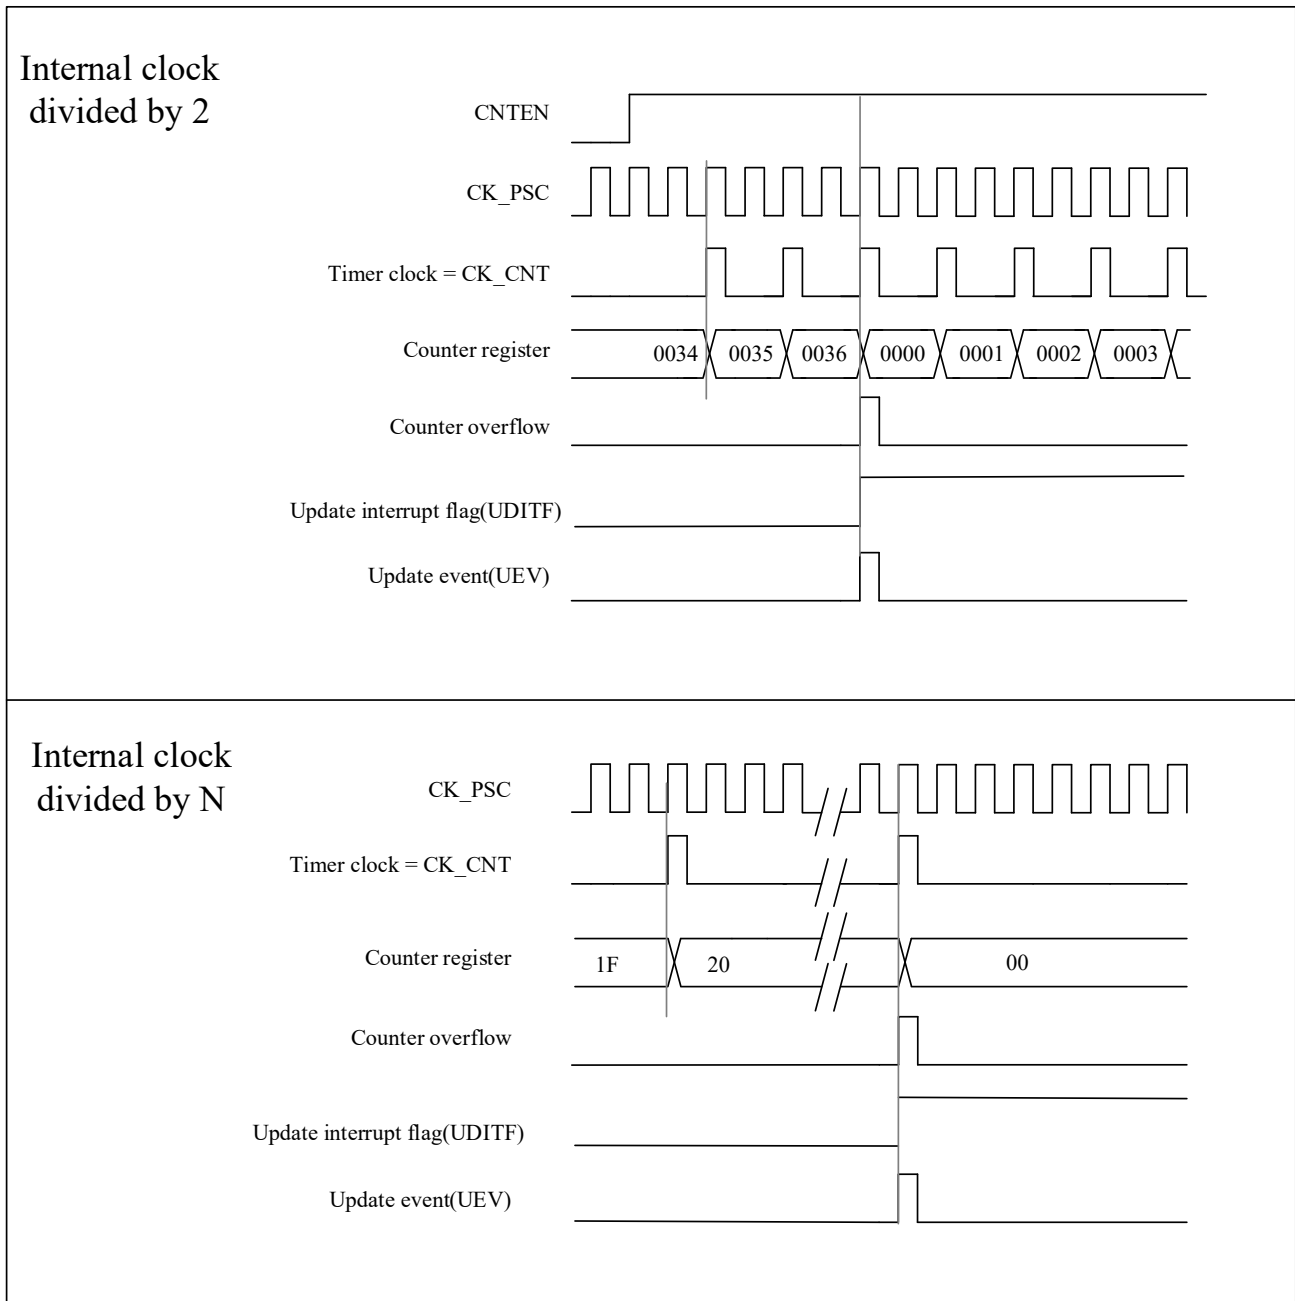 Internal clock
divided by 2
CNTEN
CK_PSC
Timer clock = CK_CNT
Counter register
0034 0035 0036 0000 0001 0002 0003
Counter overflow
Update interrupt flag(UDITF)
Update event(UEV)
Internal clock
divided by N
CK_PSC
Timer clock = CK_CNT
Counter register
1F 20 00
Counter overflow
Update interrupt flag(UDITF)
Update event(UEV)